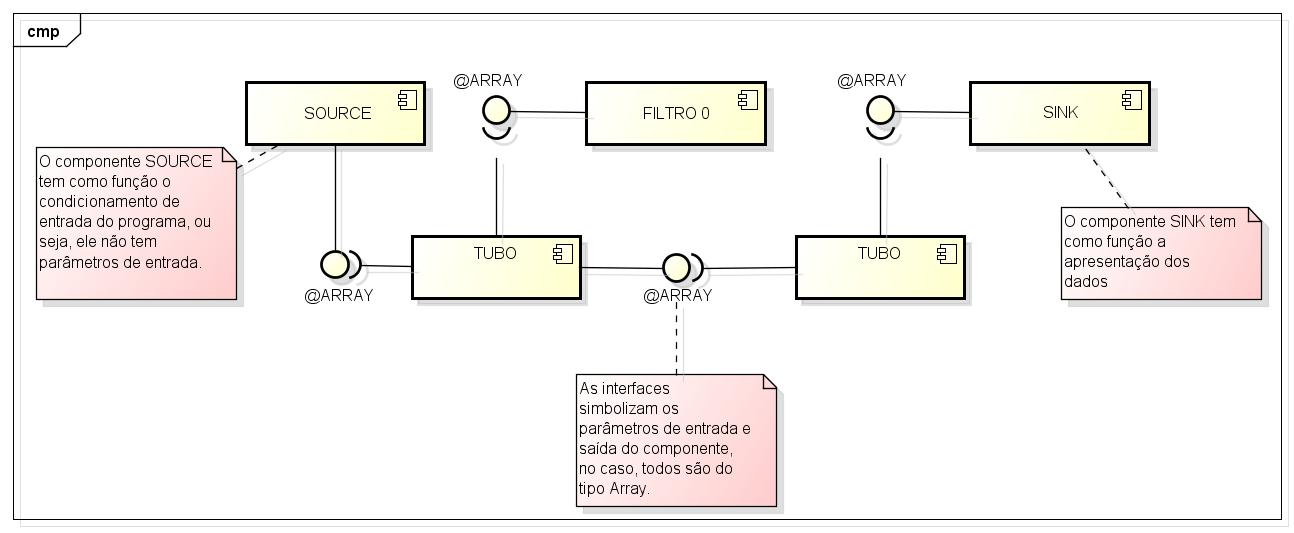 cmp
@ARRAY
@ARRAY
SOURCE
FILTRO 0
SINK
O componente SOURCE
tem como função o
condicionamento de
entrada do programa, ou
seja, ele não tem
parâmetros de entrada.
TUBO
TUBO
@ARRAY
@ARRAY
O componente SINK tem
como função a
apresentação dos
dados
As interfaces
simbolizam os
parâmetros de entrada e
saída do componente,
no caso, todos são do
tipo Array.